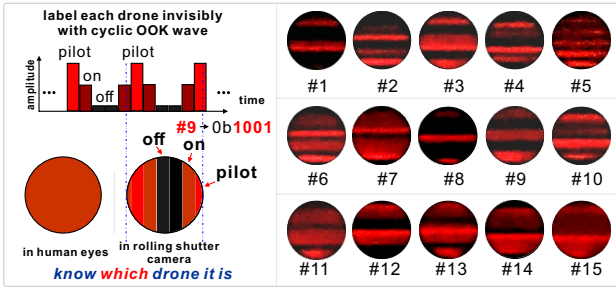 label each drone invisibly
with cyclic OOK wave
pilot
pilot
amplitude
on
off
...
...
time
#9 → 0b1001
off
on
pilot
in human eyes
in rolling shutter
camera
know which drone it is
#1 #2 #3 #4 #5
#6 #7 #8 #9 #10
#11 #12 #13 #14 #15